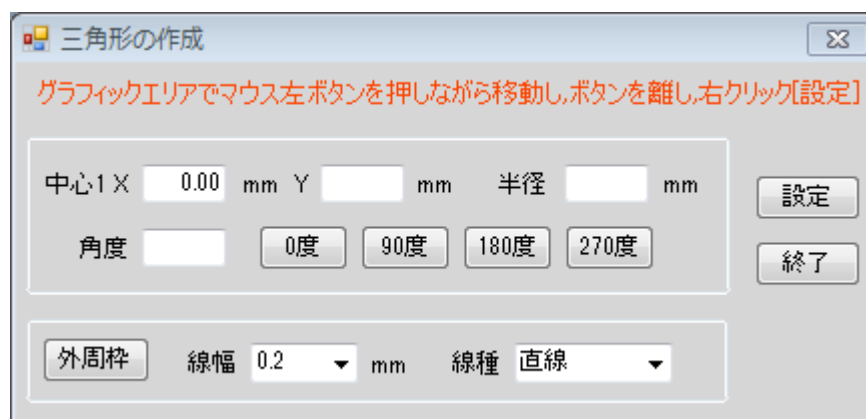 三角形の作成
グラフィックエリアでマウス左ボタンを押しながら移動し,ボタンを離し,右クリック[設定]
中心1 X 0.00 mm Y mm 半径 mm
設定
角度 0度 90度 180度 270度
終了
外周枠 線幅 0.2 mm 線種 直線